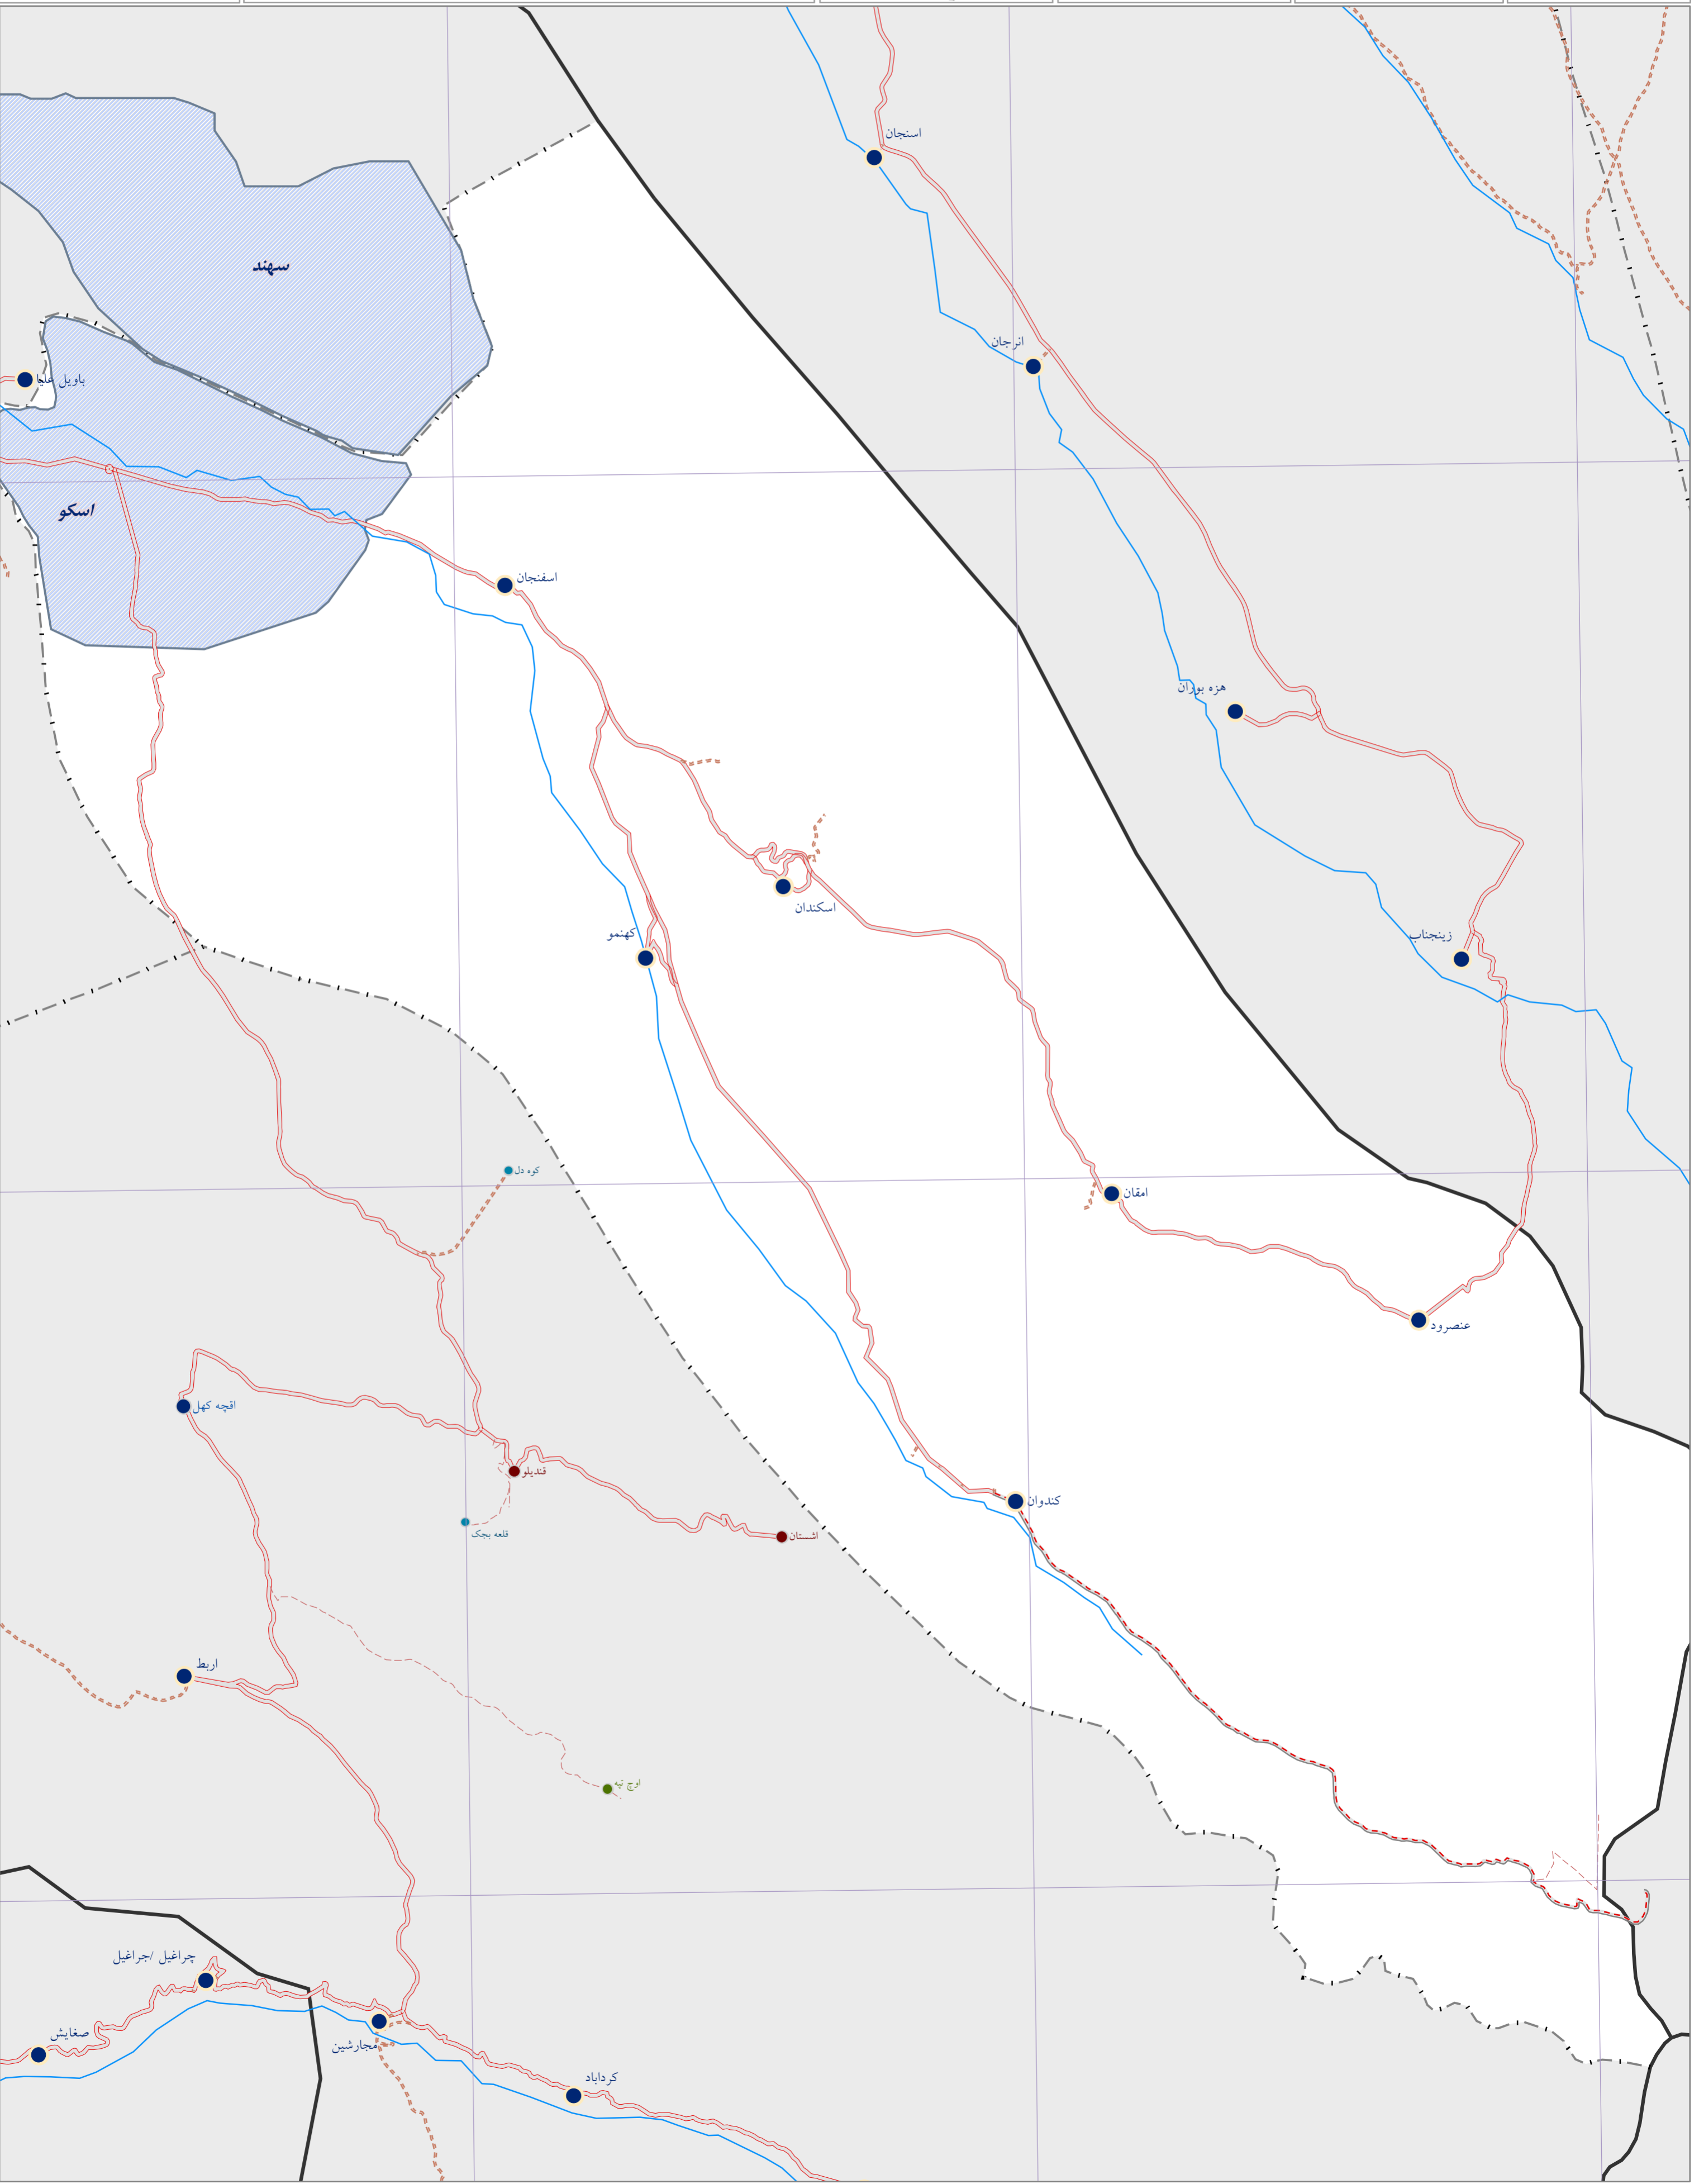 اسنجان
سهند
انرجان
باویل علیا
اسکو
اسفنجان
هزه بوران
اسکندان
کهنمو
زینجناب
کوه دل
امقان
عنصرود
اقچه کهل
قندیلو
کندوان
قلعه بجک
اشستان
اربط
اوچ تپه
چراغیل /جراغیل
صغایش
مجارشین
کرداباد